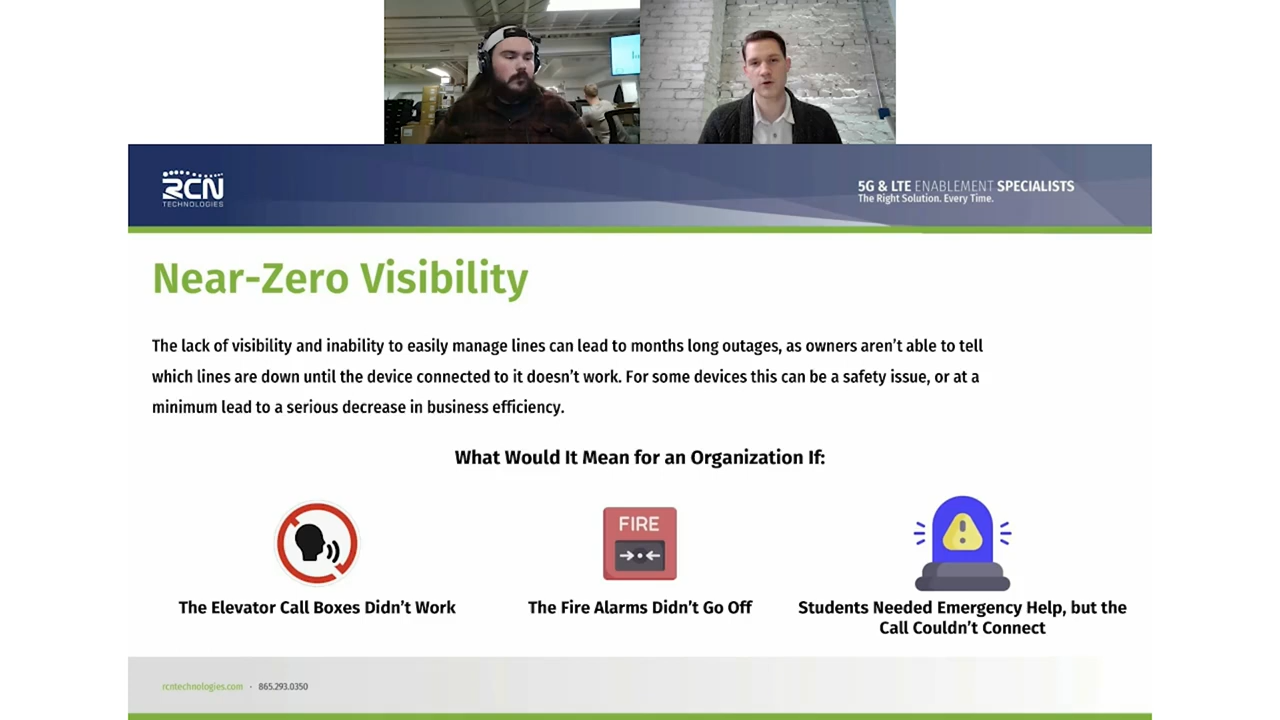 RCN
TECHNOLOGIES
5G & LTE ENABLEMENT SPECIALISTS
The Right Solution. Every Time.
Near-Zero Visibility
The lack of visibility and inability to easily manage lines can lead to months long outages, as owners aren't able to tell
which lines are down until the device connected to it doesn't work. For some devices this can be a safety issue, or at a
minimum lead to a serious decrease in business efficiency.
What Would It Mean for an Organization If:
FIRE
The Elevator Call Boxes Didn't Work
The Fire Alarms Didn't Go Off
Students Needed Emergency Help, but the
Call Couldn't Connect
rcntechnologies.com · 865.293.0350